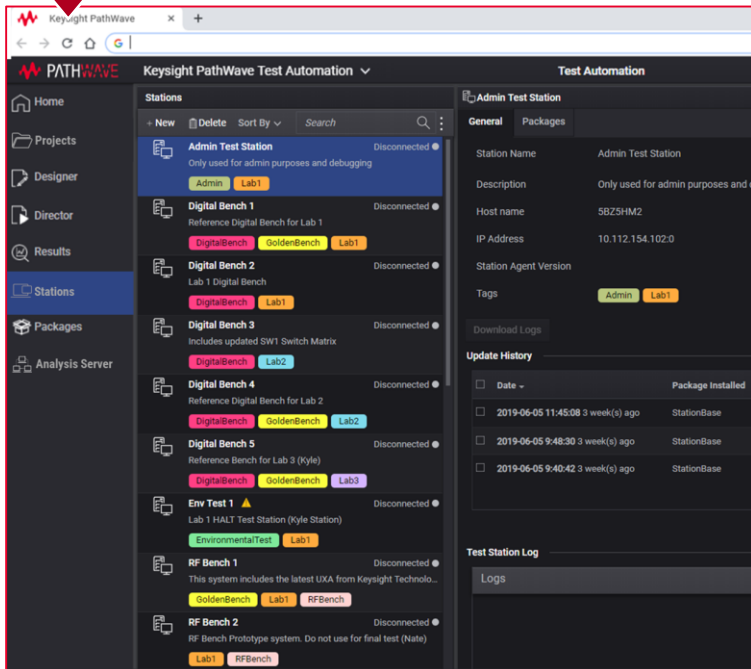 Keysight PathWave × +
G
PATHWAVE Keysight PathWave Test Automation Test Automation
Home
Projects
Designer
Director
Results
Stations
Packages
Analysis Server
Stations
+ New Delete Sort By Search
Admin Test Station Disconnected
Only used for admin purposes and debugging
Admin Lab1
Digital Bench 1 Disconnected
Reference Digital Bench for Lab 1
DigitalBench GoldenBench Lab1
Digital Bench 2 Disconnected
Lab 1 Digital Bench
DigitalBench Lab1
Digital Bench 3 Disconnected
Includes updated SW1 Switch Matrix
DigitalBench Lab2
Digital Bench 4 Disconnected
Reference Digital Bench for Lab 2
DigitalBench GoldenBench Lab2
Digital Bench 5 Disconnected
Reference Bench for Lab 3 (Kyle)
DigitalBench GoldenBench Lab3
Env Test 1 Disconnected
Lab 1 HALT Test Station (Kyle Station)
EnvironmentalTest Lab1
RF Bench 1 Disconnected
This system includes the latest UXA from Keysight Technolo...
GoldenBench Lab1 RFBench
RF Bench 2 Disconnected
RF Bench Prototype system. Do not use for final test (Nate)
Lab1 RFBench
Admin Test Station
General Packages
Station Name Admin Test Station
Description Only used for admin purposes and
Host name 5BZ5HM2
IP Address 10.112.154.102:0
Station Agent Version
Tags Admin Lab1
Download Logs
Update History
Date Package Installed
2019-06-05 11:45:08 3 week(s) ago StationBase
2019-06-05 9:48:30 3 week(s) ago StationBase
2019-06-05 9:40:42 3 week(s) ago StationBase
Test Station Log
Logs